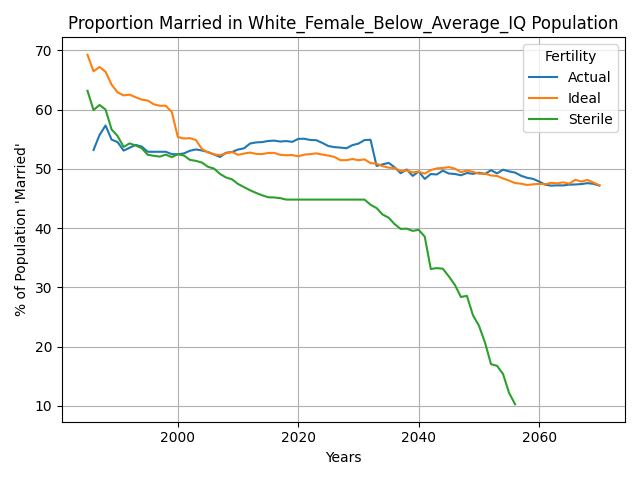 Proportion Married in White_Female_Below_Average_IQ Population
% of Population 'Married'
70
60
50
40
30
20
10
Fertility
Actual
Ideal
Sterile
2000
2020
2040
2060
Years